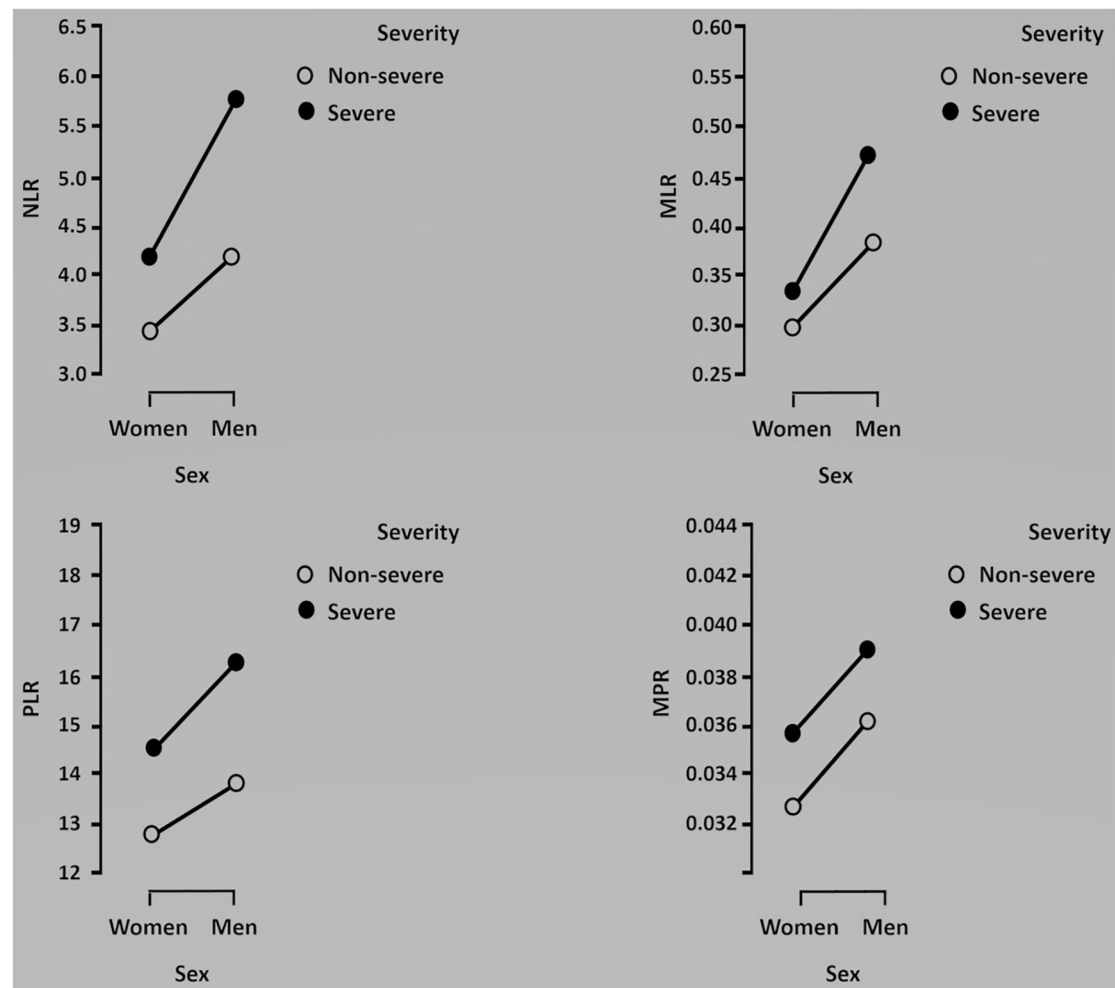 Severity
Non-severe
Severe
NLR
6.5
6.0
5.5
5.0
4.5
4.0
3.5
3.0
Women Men
Sex
Severity
Non-severe
Severe
MLR
0.60
0.55
0.50
0.45
0.40
0.35
0.30
0.25
Women Men
Sex
Severity
Non-severe
Severe
PLR
19
18
17
16
15
14
13
12
Women Men
Sex
Severity
Non-severe
Severe
MPR
0.044
0.042
0.040
0.038
0.036
0.034
0.032
Women Men
Sex